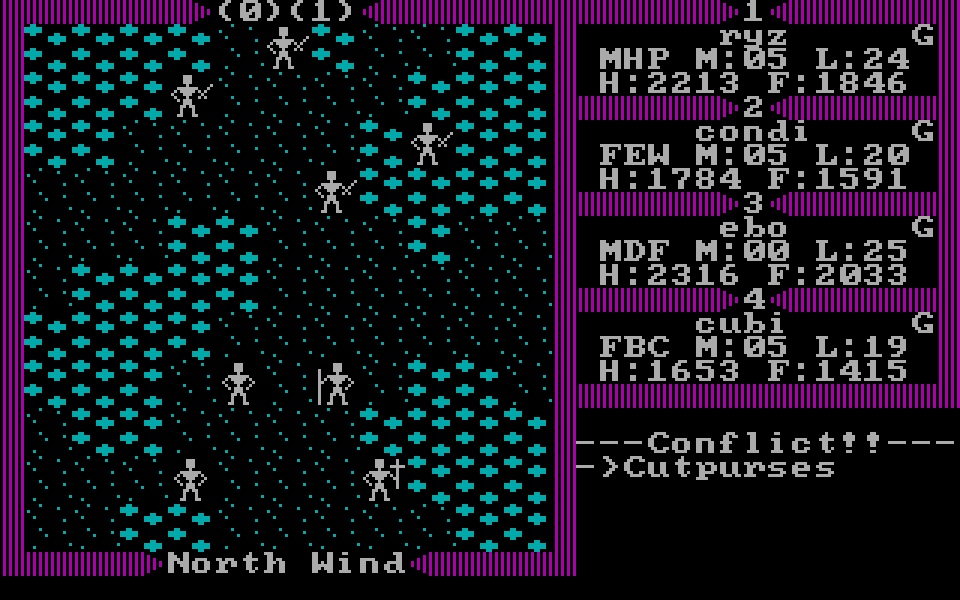 (0)(1)
North Wind
1
ryz G
MHP M:05 L:24
H:2213 F:1846
2
condi G
FEW M:05 L:20
H:1784 F:1591
3
ebo G
MDF M:00 L:25
H:2316 F:2033
4
cubi G
FBC M:05 L:19
H:1653 F:1415
---Conflict!!---
->Cutpurses